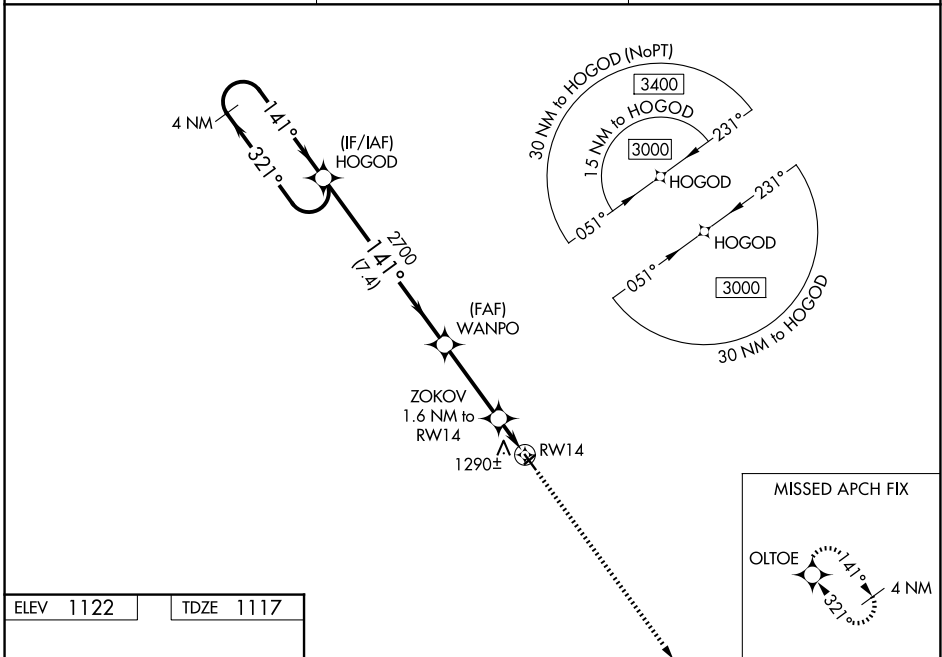 4 NM
141°
321°
(IF/IAF)
HOGOD
2700
141°
(7.4)
(FAF)
WANPO
ZOKOV
1.6 NM to
RW14
1290±
RW14
30 NM to HOGOD (NoPT)
3400
15 NM to HOGOD
3000
231°
HOGOD
051°
231°
HOGOD
051°
3000
30 NM to HOGOD
MISSED APCH FIX
OLTOE
141°
4 NM
321°
ELEV 1122
TDZE 1117